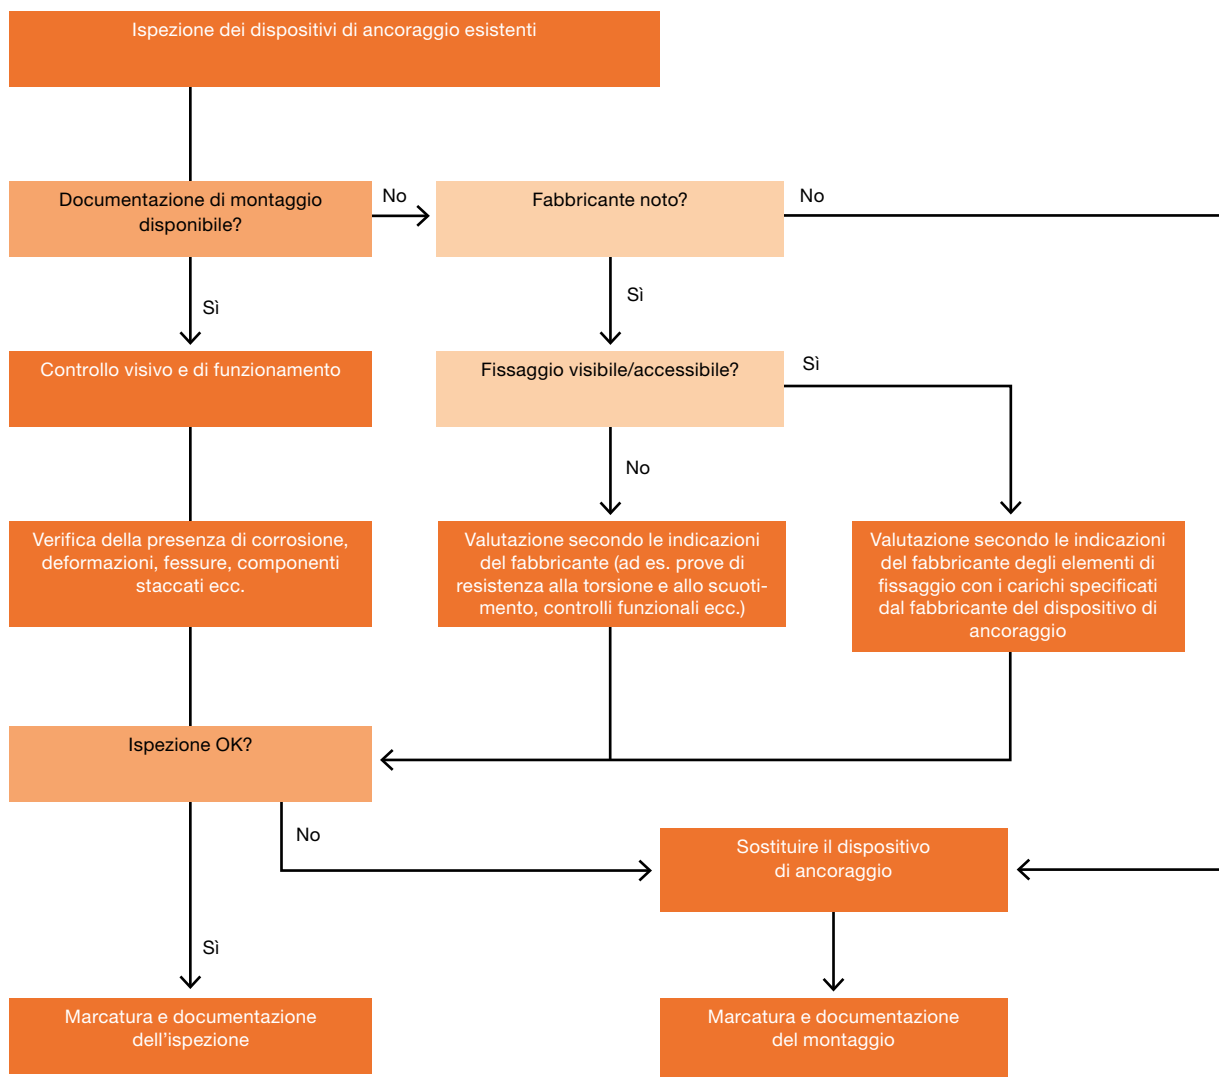 Ispezione dei dispositivi di ancoraggio esistenti
Documentazione di montaggio
disponibile?
No
Fabbricante noto?
No
Sì
Sì
Controllo visivo e di funzionamento
Fissaggio visibile/accessibile?
Sì
No
Verifica della presenza di corrosione,
deformazioni, fessure, componenti
staccati ecc.
Valutazione secondo le indicazioni
del fabbricante (ad es. prove di
resistenza alla torsione e allo scuoti-
mento, controlli funzionali ecc.)
Valutazione secondo le indicazioni
del fabbricante degli elementi di
fissaggio con i carichi specificati
dal fabbricante del dispositivo di
ancoraggio
Ispezione OK?
No
Sostituire il dispositivo
di ancoraggio
Sì
Marcatura e documentazione
dell’ispezione
Marcatura e documentazione
del montaggio